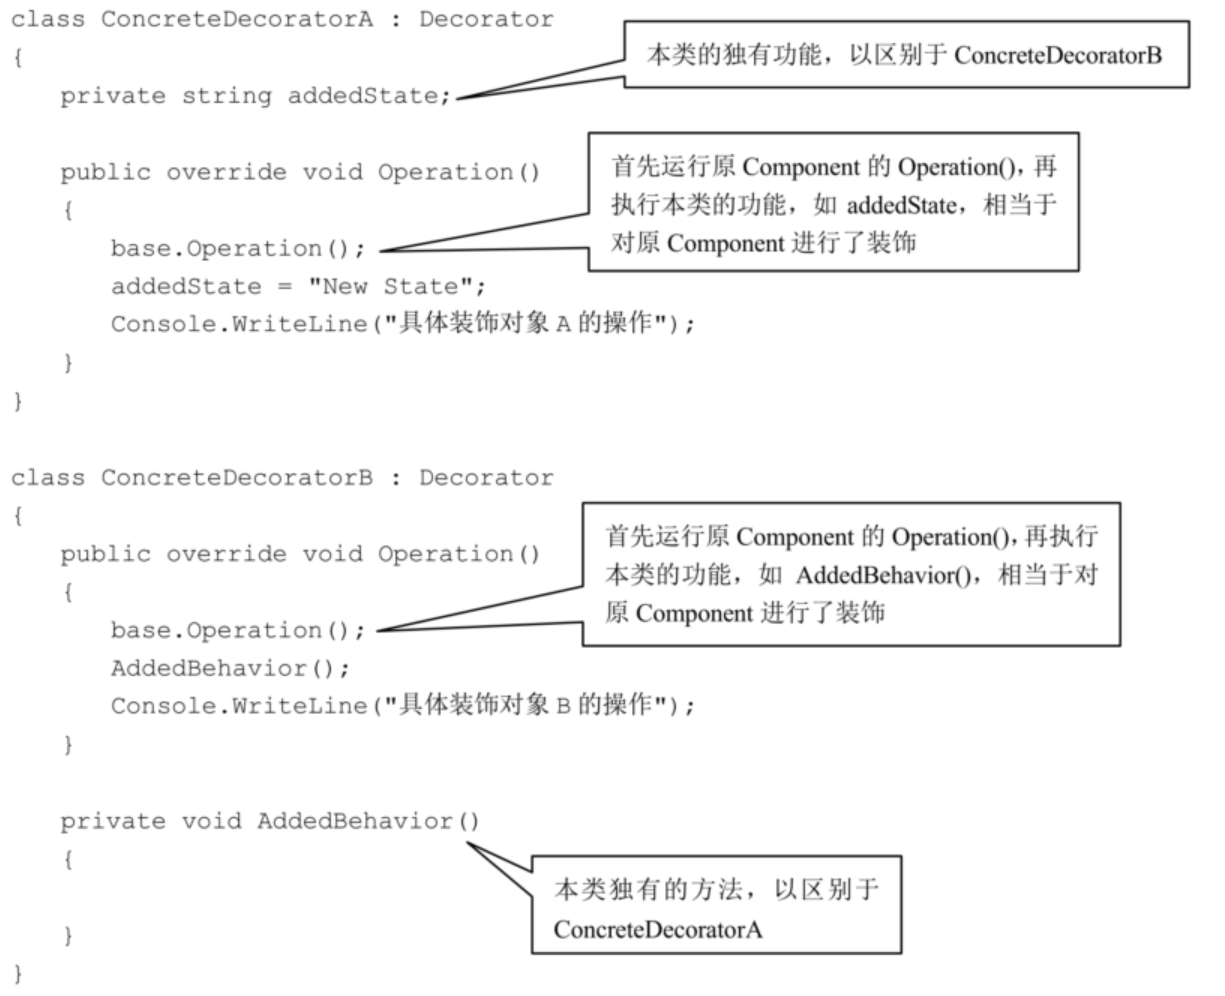 class ConcreteDecoratorA : Decorator
本类的独有功能，以区别于 ConcreteDecoratorB
{
private string addedState;
public override void Operation()
首先运行原 Component 的 Operation()，再
执行本类的功能，如 addedState，相当于
对原 Component 进行了装饰
{
base.Operation();
addedState = "New State";
Console.WriteLine("具体装饰对象 A 的操作");
}
}
class ConcreteDecoratorB : Decorator
{
public override void Operation()
首先运行原 Component 的 Operation()，再执行
本类的功能，如 AddedBehavior()，相当于对
原 Component 进行了装饰
{
base.Operation();
AddedBehavior();
Console.WriteLine("具体装饰对象 B 的操作");
}
private void AddedBehavior()
{
本类独有的方法，以区别于
ConcreteDecoratorA
}
}